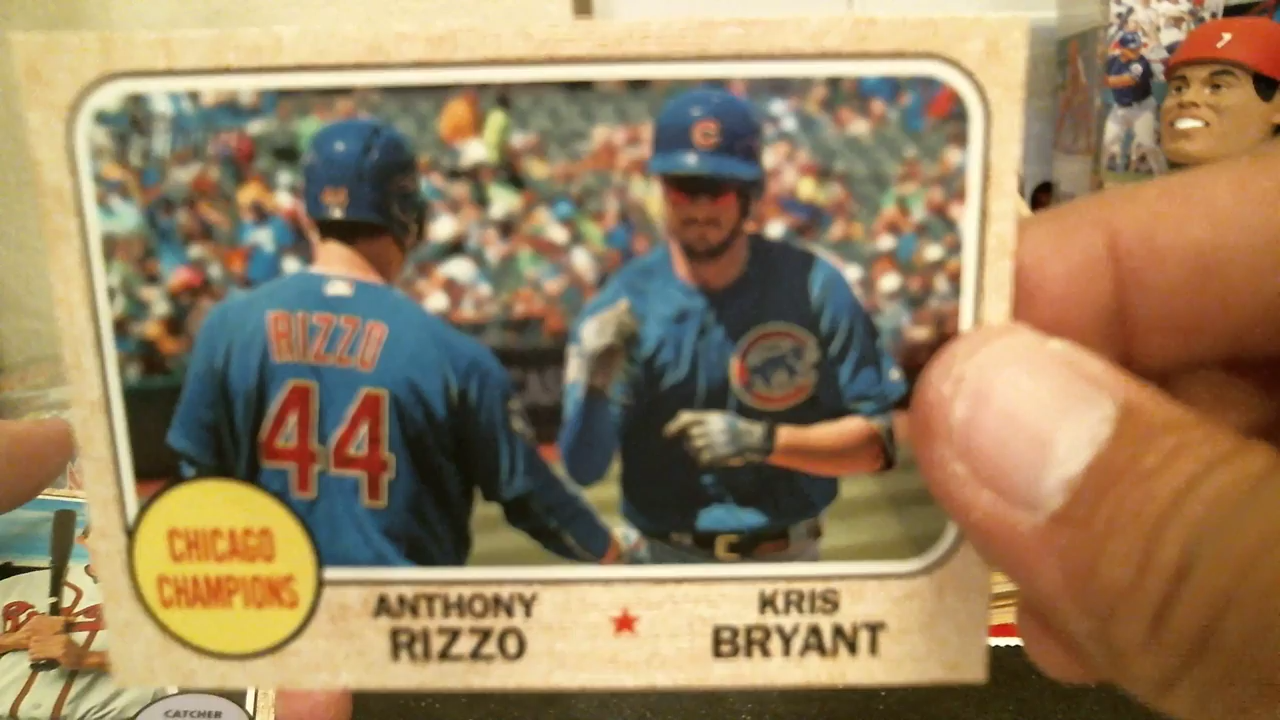 RIZZO
44
C
CHICAGO
CHAMPIONS
ANTHONY
RIZZO
KRIS
BRYANT
CATCHER